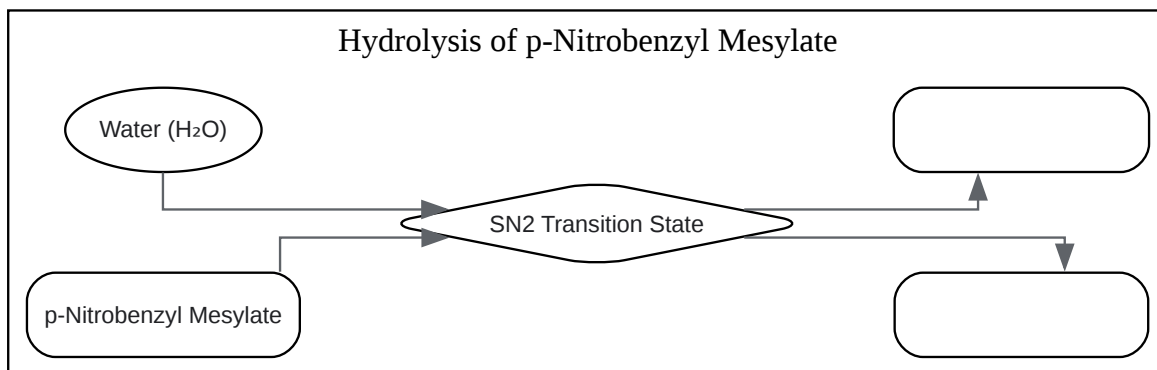 Hydrolysis of p-Nitrobenzyl Mesylate
Water (H₂O)
SN2 Transition State
p-Nitrobenzyl Mesylate